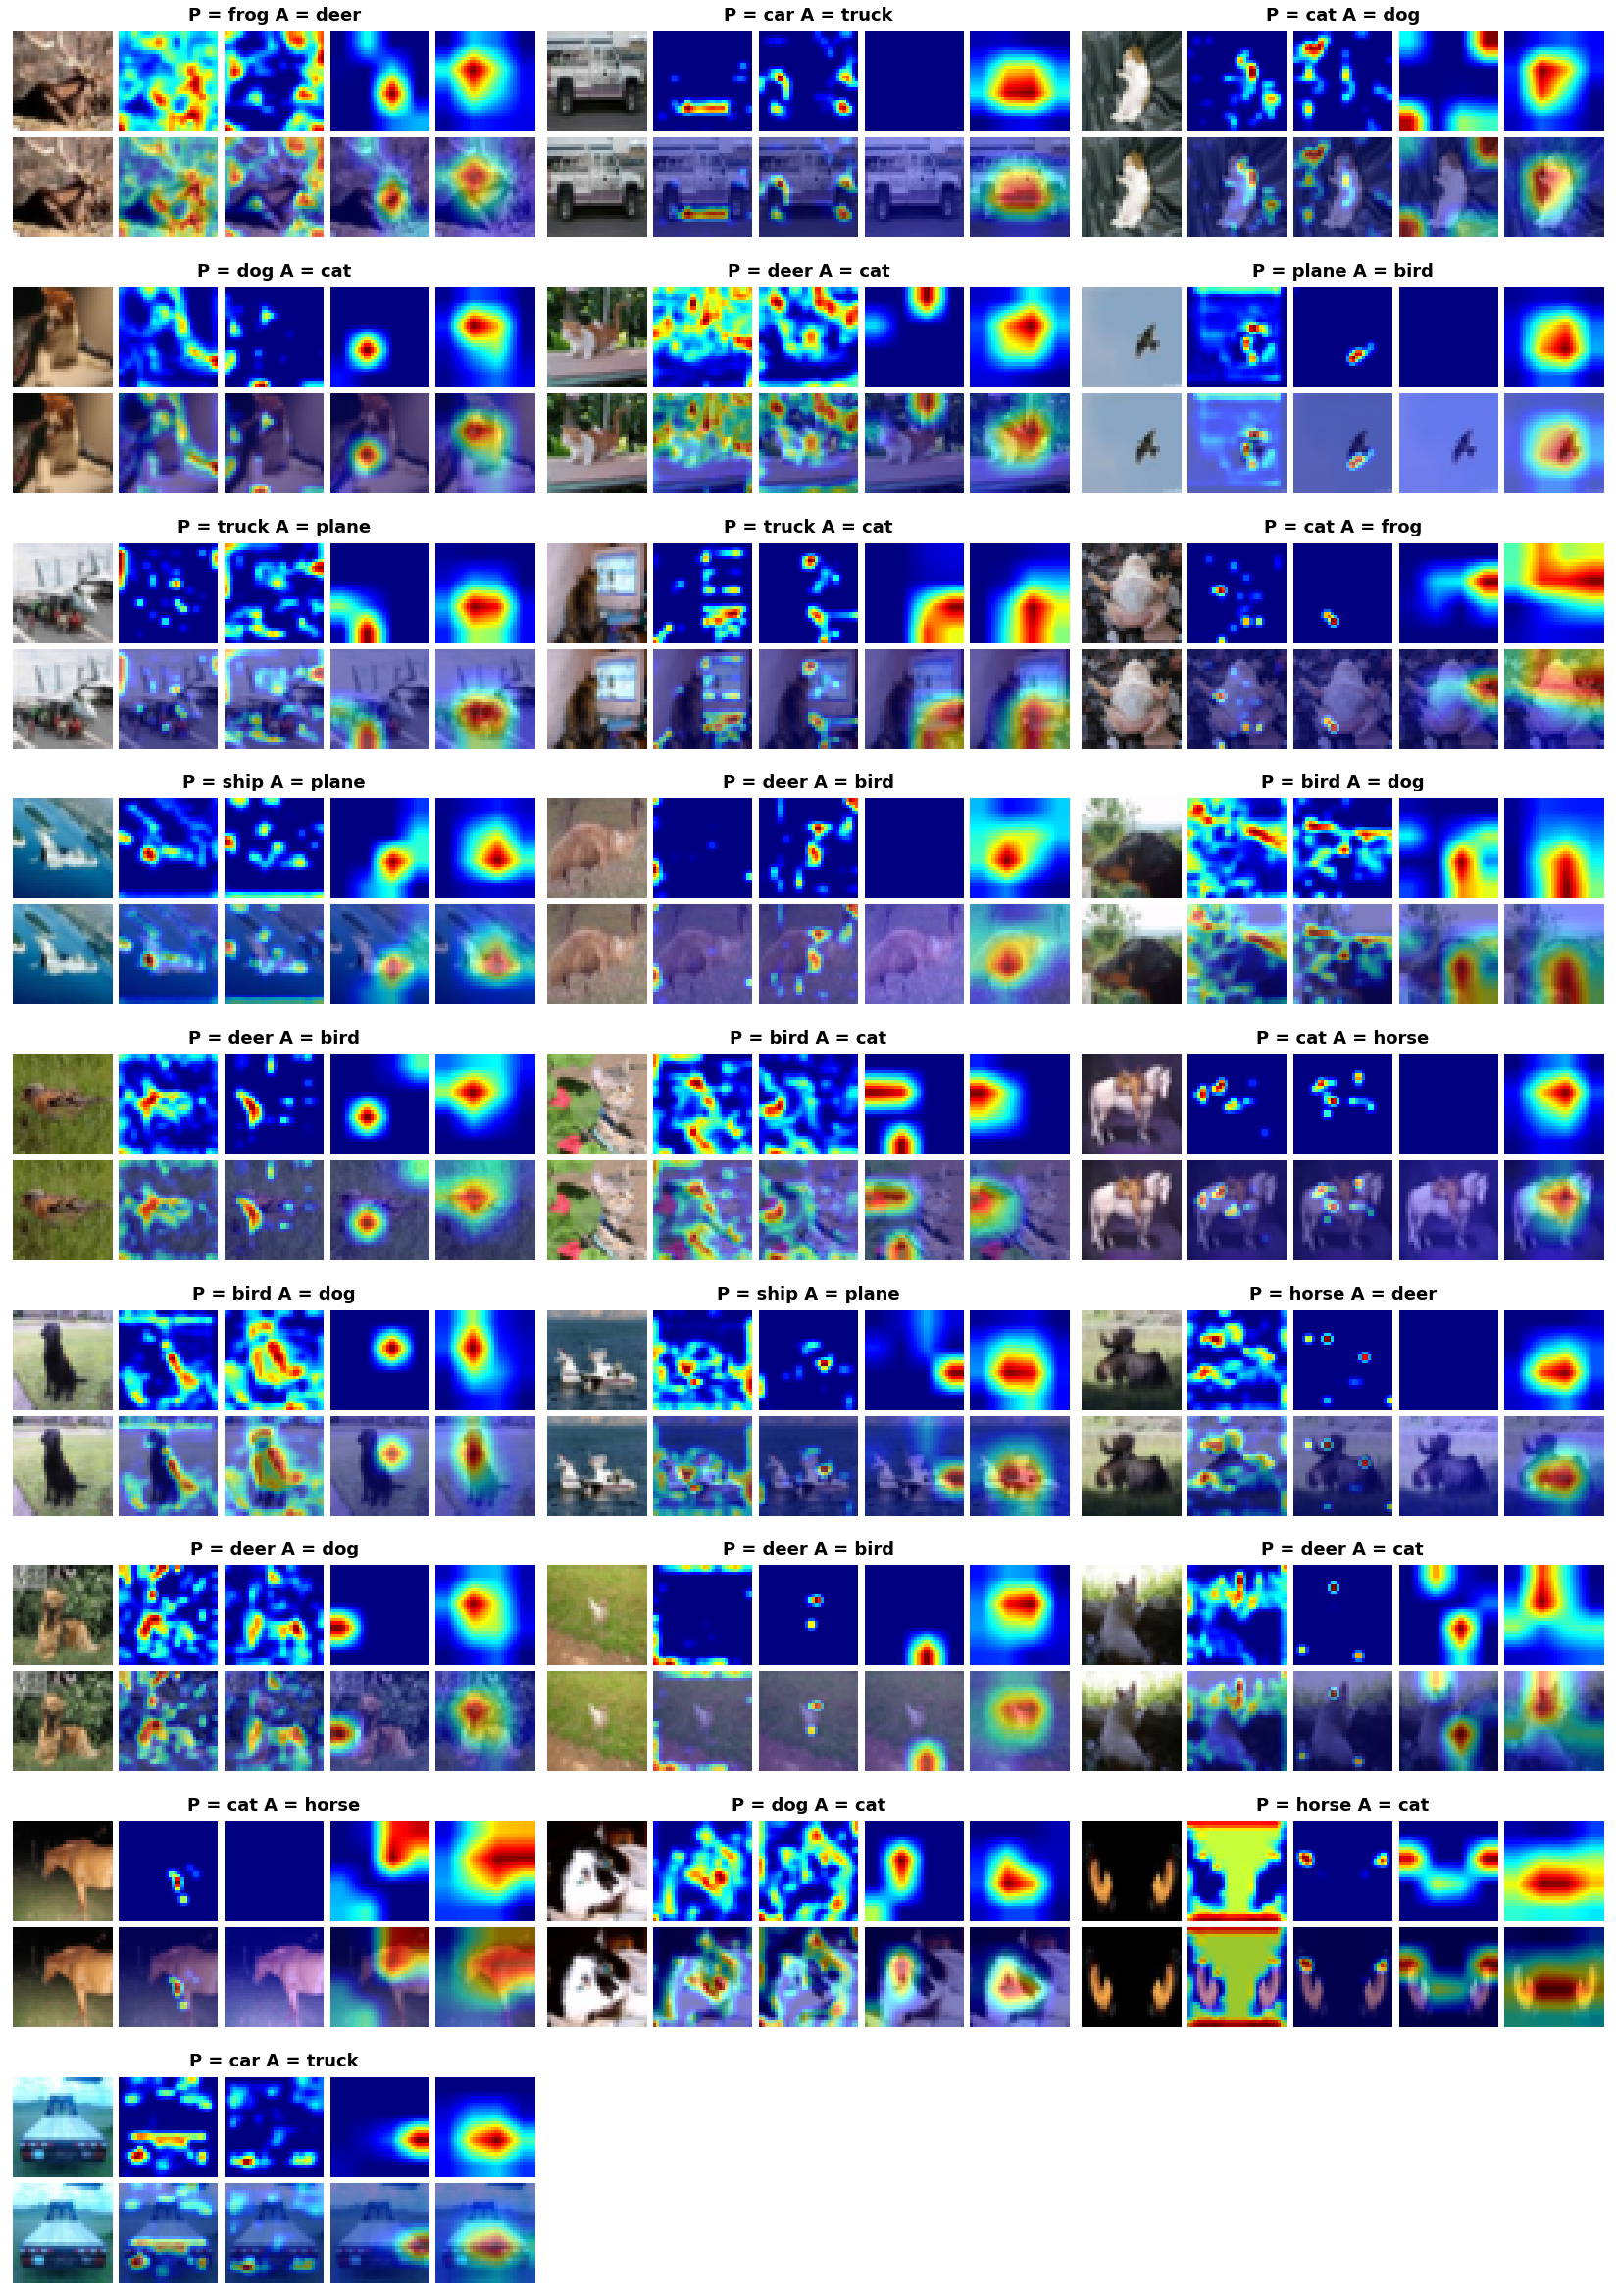 P = frog A = deer
P = car A = truck
P = cat A = dog
P = dog A = cat
P = deer A = cat
P = plane A = bird
P = truck A = plane
P = truck A = cat
P = cat A = frog
P = ship A = plane
P = deer A = bird
P = bird A = dog
P = deer A = bird
P = bird A = cat
P = cat A = horse
P = bird A = dog
P = ship A = plane
P = horse A = deer
P = deer A = dog
P = deer A = bird
P = deer A = cat
P = cat A = horse
P = dog A = cat
P = horse A = cat
P = car A = truck